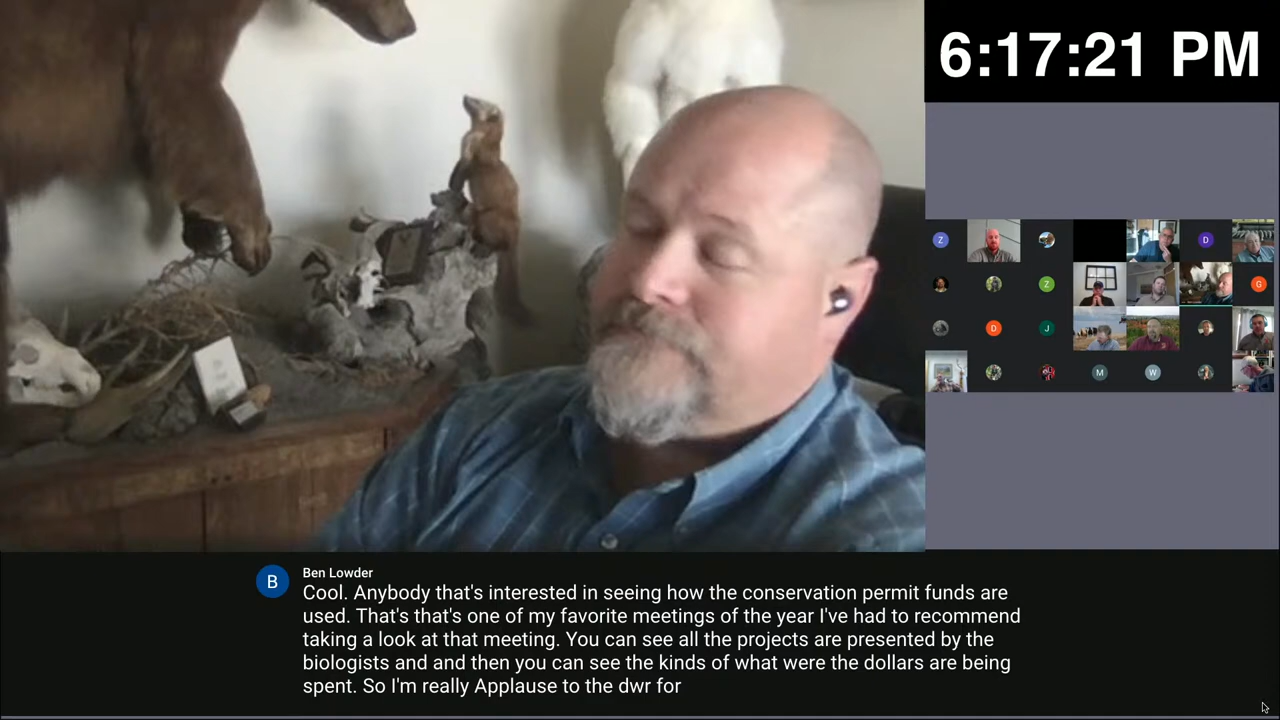 6:17:21 PM
Z
D
Z
G
D
J
M
W
B
Ben Lowder
Cool. Anybody that's interested in seeing how the conservation permit funds are
used. That's that's one of my favorite meetings of the year I've had to recommend
taking a look at that meeting. You can see all the projects are presented by the
biologists and and then you can see the kinds of what were the dollars are being
spent. So I'm really Applause to the dwr for